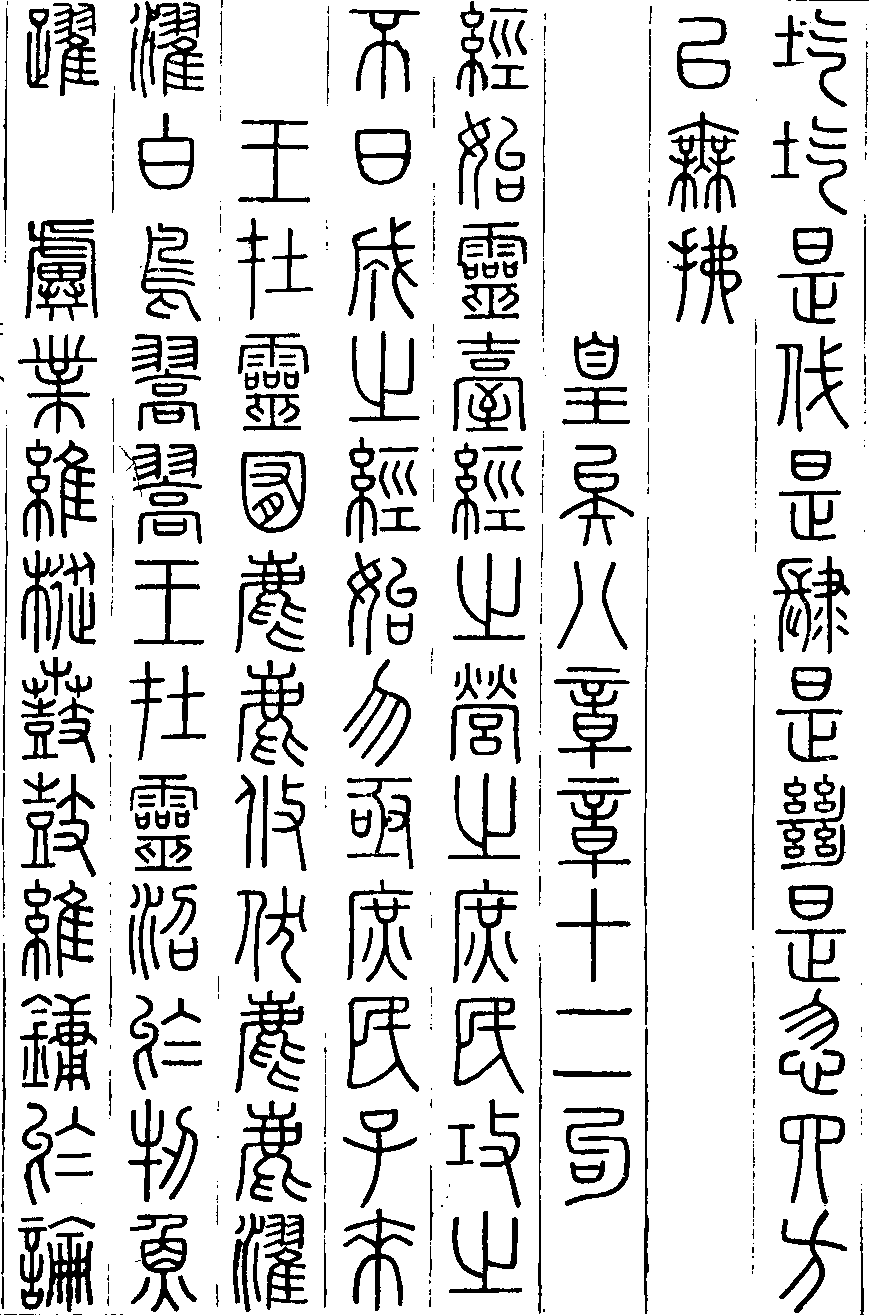 圪圪是伐是肆是𢇍是忽四方
以無拂
皇矣八章章十二句
經始靈臺經之營之庶民攻之
不日成之經始勿亟庶民子來
王在靈囿麀鹿攸伏麀鹿濯
濯白鳥翯翯王在靈沼於牣魚
躍　虡業維樅鼖鼓維鏞於論